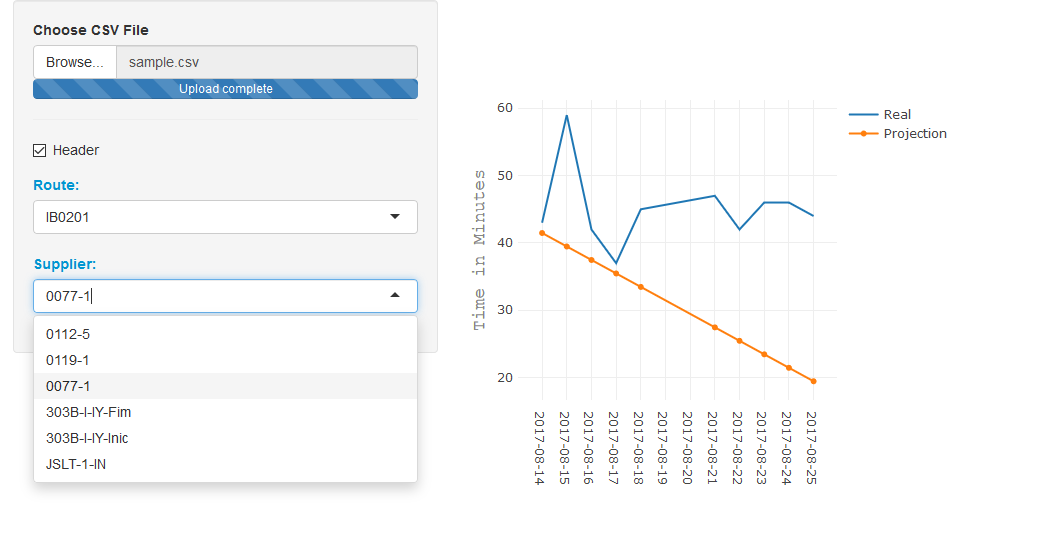 Choose CSV File
Browse...
sample.csv
Upload complete
Header
Route:
IB0201
Supplier:
0077-1
0112-5
0119-1
0077-1
303B-I-IY-Fim
303B-I-IY-Inic
JSLT-1-IN
Time in Minutes
60
50
40
30
20
2017-08-14
2017-08-15
2017-08-16
2017-08-17
2017-08-18
2017-08-19
2017-08-20
2017-08-21
2017-08-22
2017-08-23
2017-08-24
2017-08-25
Real
Projection